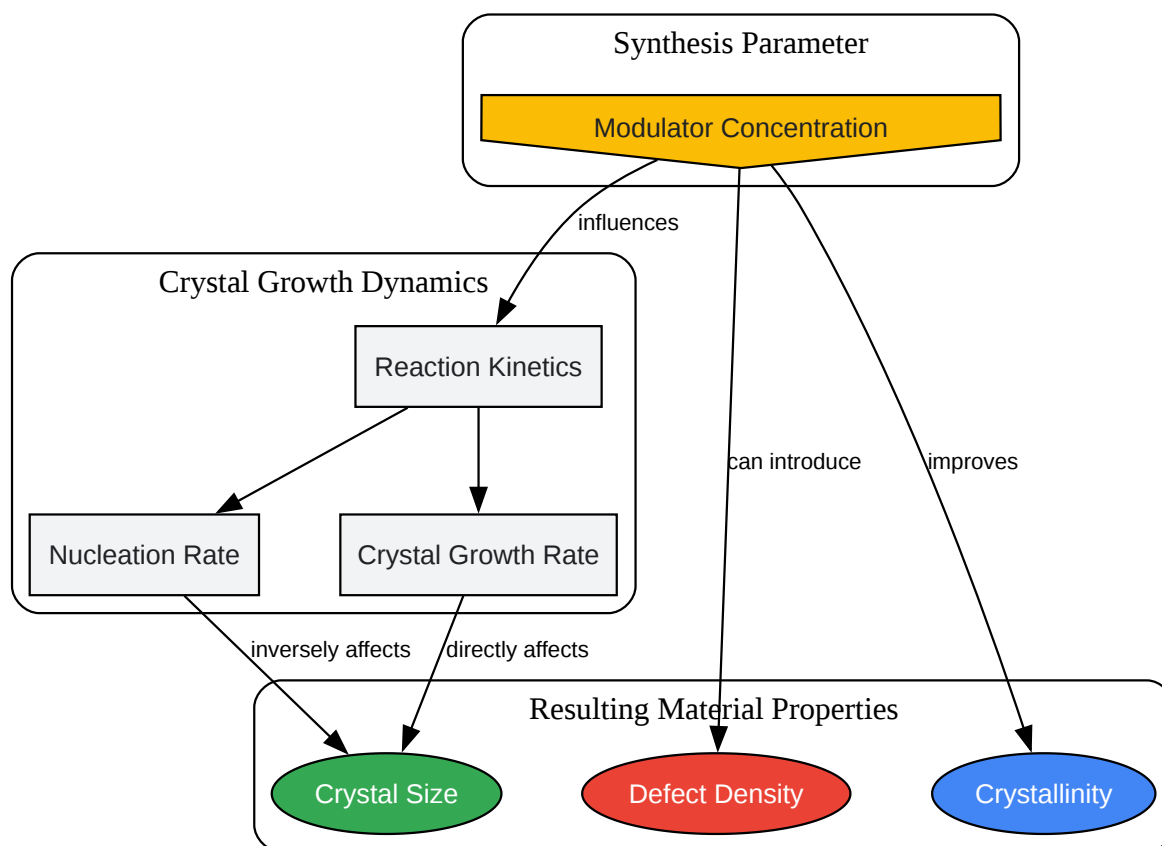 Synthesis Parameter
Modulator Concentration
influences
Crystal Growth Dynamics
Reaction Kinetics
can introduce
improves
Nucleation Rate
Crystal Growth Rate
inversely affects
directly affects
Resulting Material Properties
Crystal Size
Defect Density
Crystallinity